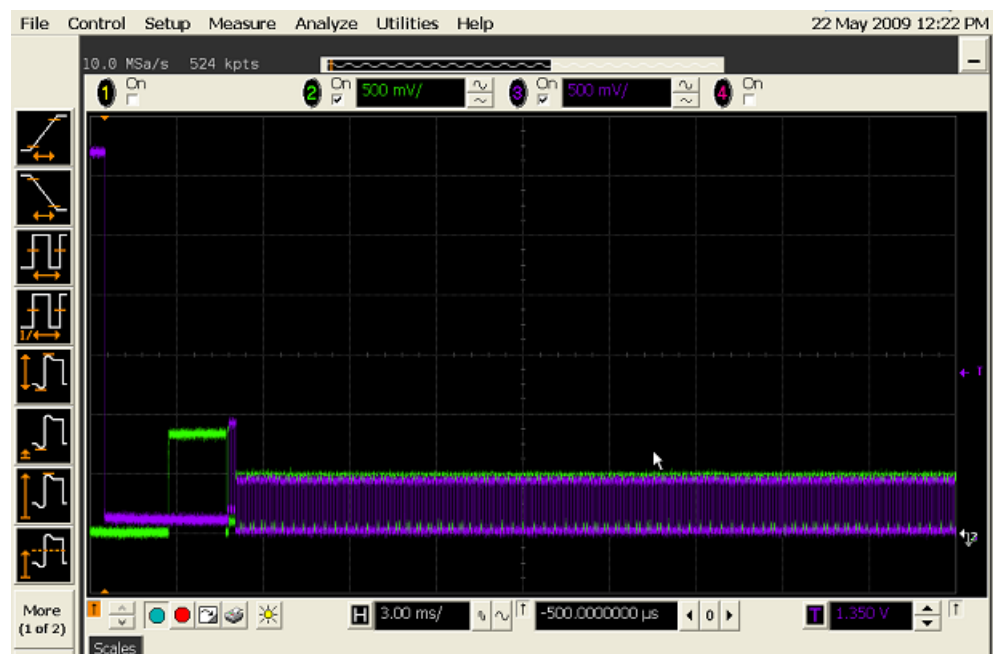 File Control Setup Measure Analyze Utilities Help 22 May 2009 12:22 PM
10.0 MSa/s 524 kpts
1 On 2 On 500 mV/ 3 On 500 mV/ 4 On
T
1/
2
More
(1 of 2)
T H 3.00 ms/ T -500.0000000 µs 0 T 1.350 V T
Scales